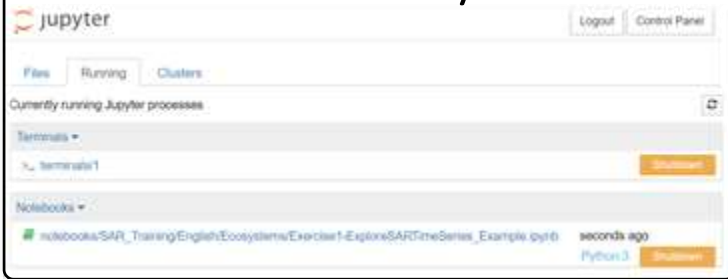 jupyter
Logout Control Panel
Files Running Clusters
Currently running Jupyter processes
Terminals
terminals/1 Shutdown
Notebooks
notebooks/SAR_Training/English/Ecosystems/Exercise1-ExploreSARTimeSeries_Example.ipynb seconds ago
Python 3 Shutdown